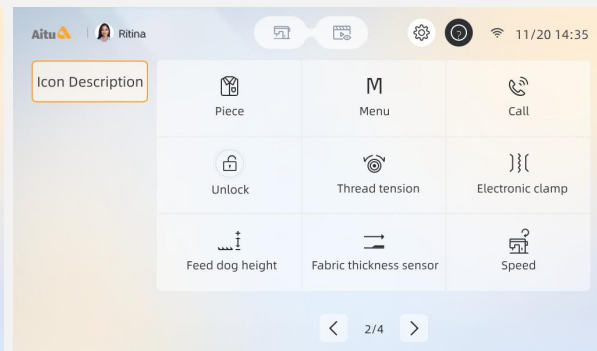 Aitu Ritina 11/20 14:35
Icon Description
Piece M Menu Call
Unlock Thread tension Electronic clamp
Feed dog height Fabric thickness sensor Speed
2/4